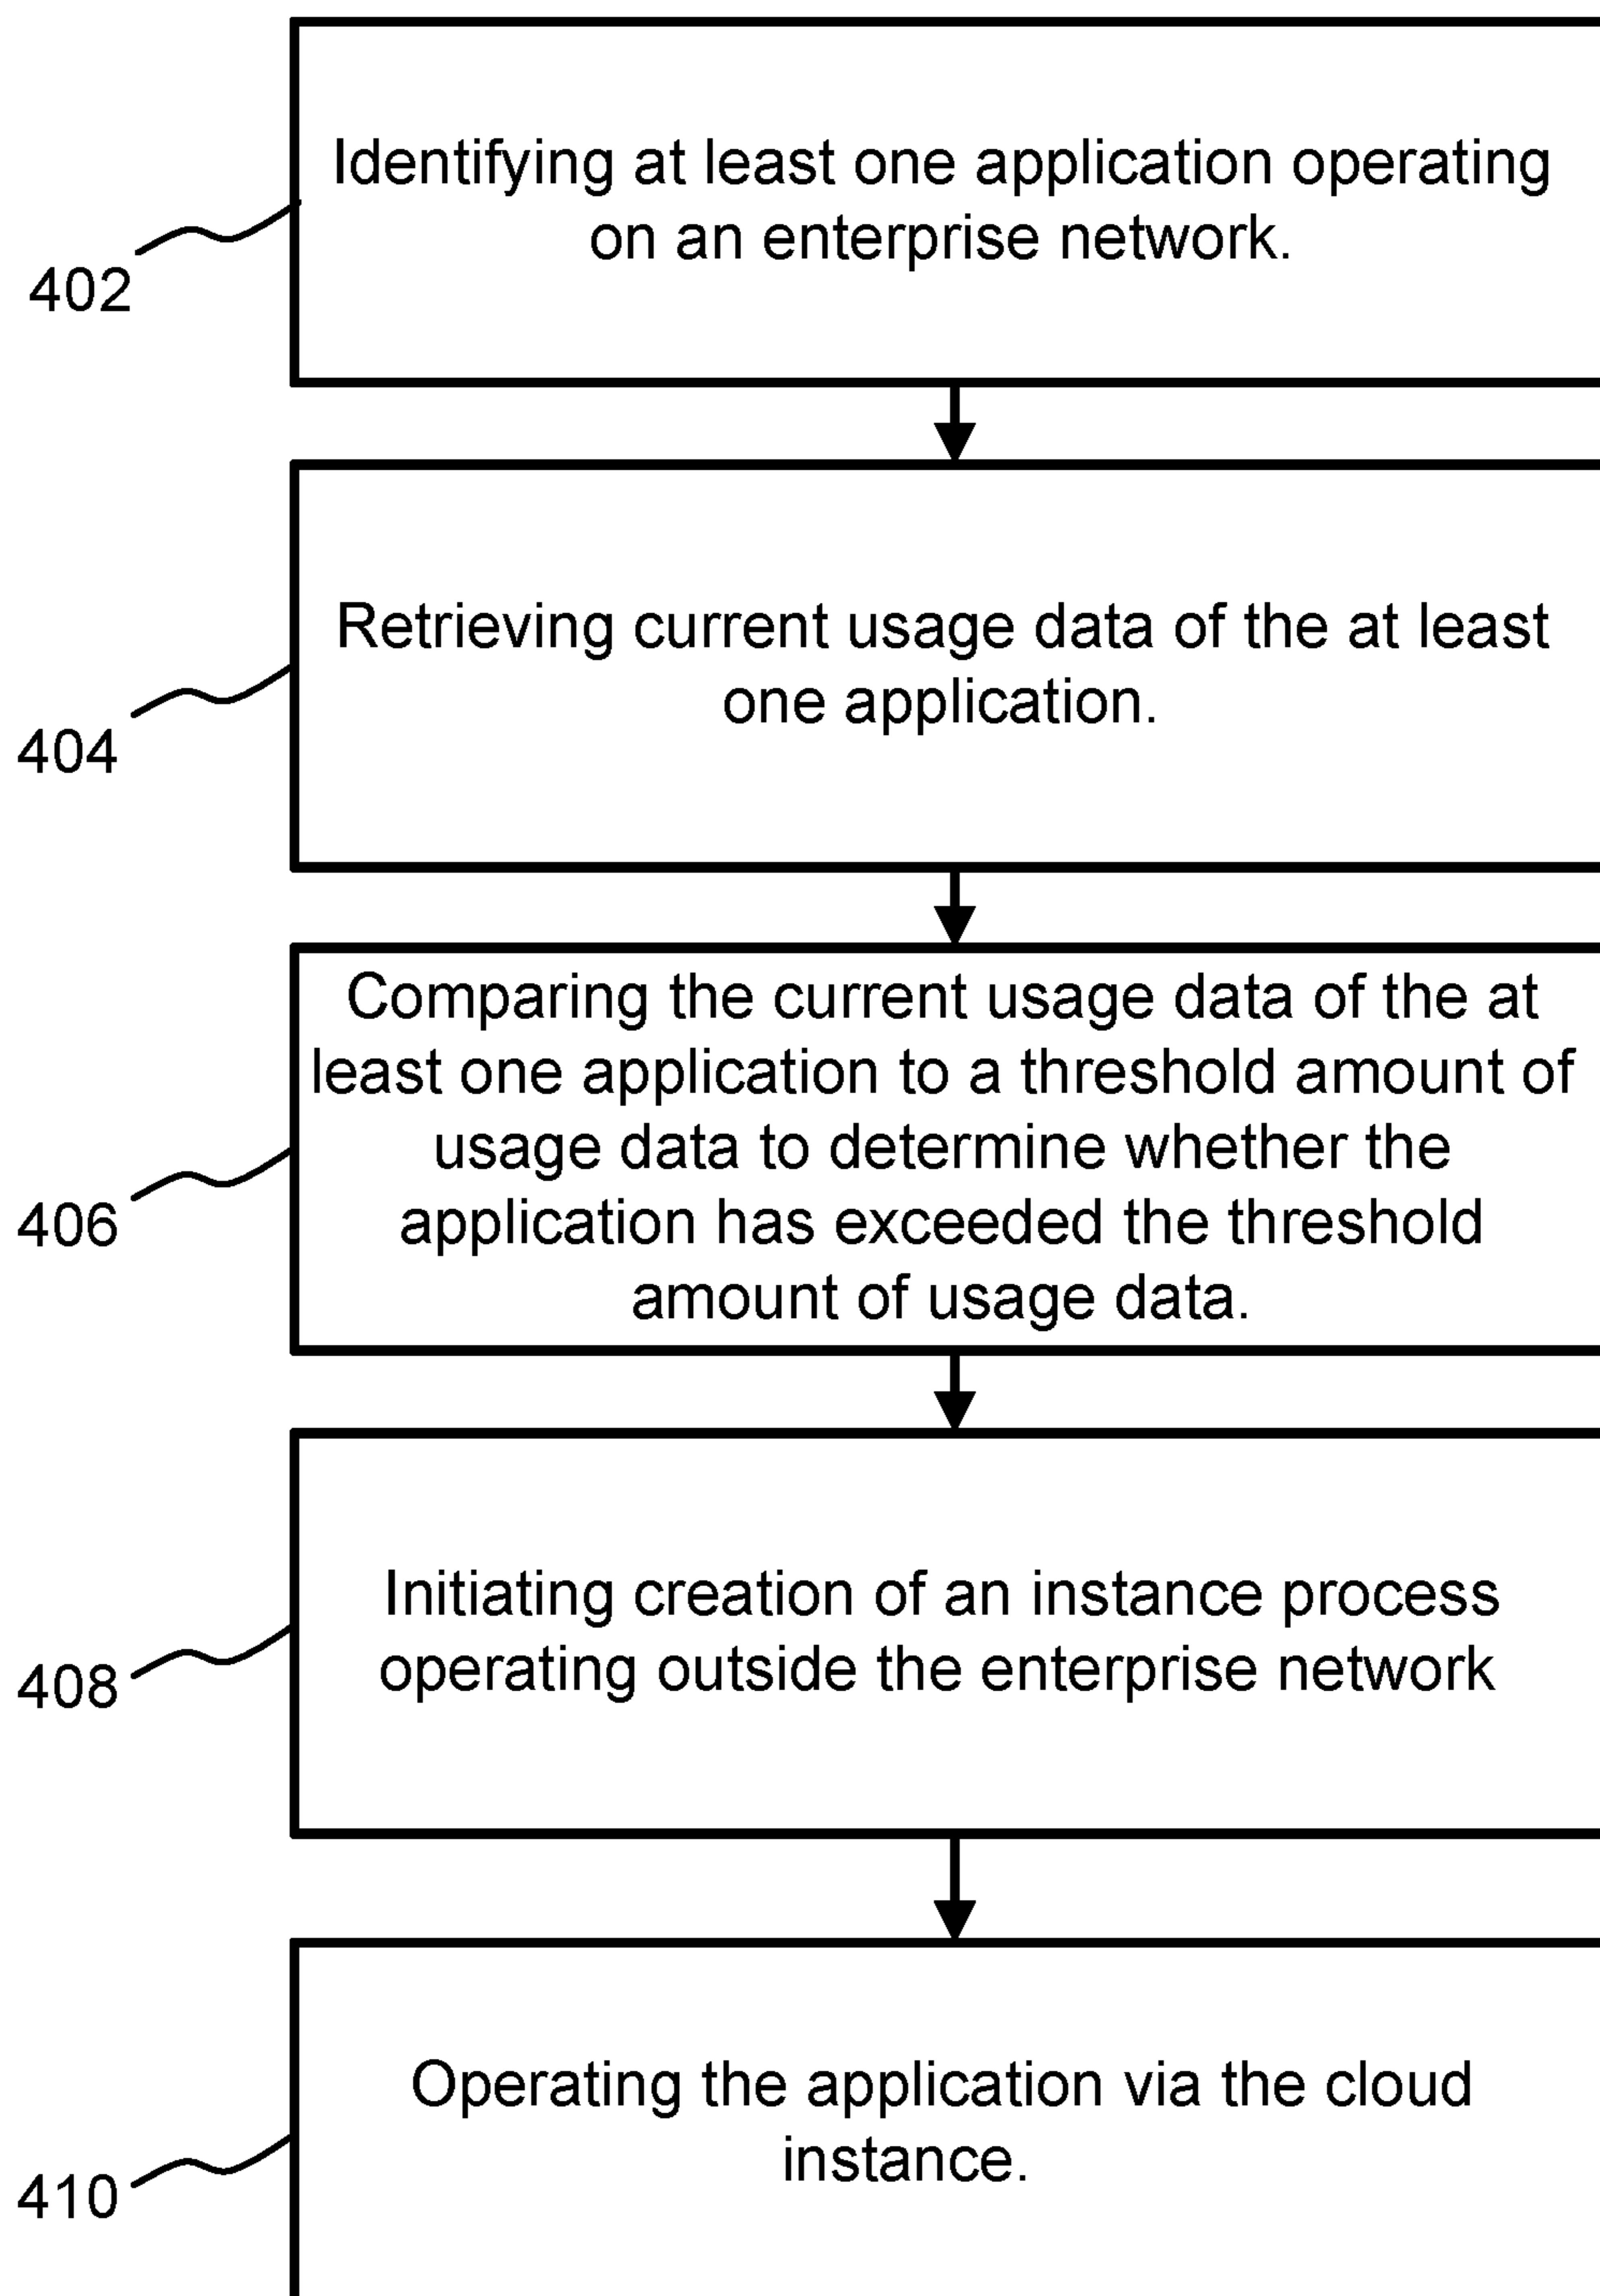 Identifying at least one application operating
on an enterprise network.
402
Retrieving current usage data of the at least
one application.
404
Comparing the current usage data of the at
least one application to a threshold amount of
usage data to determine whether the
application has exceeded the threshold
amount of usage data.
406
Initiating creation of an instance process
operating outside the enterprise network
408
Operating the application via the cloud
instance.
410